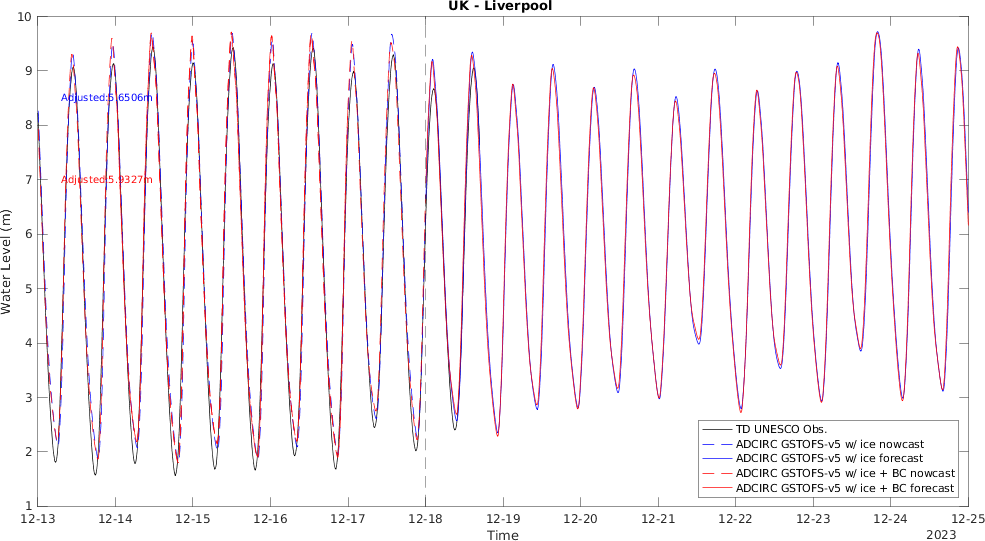 UK - Liverpool
10
9
8
7
6
5
4
3
2
1
Water Level (m)
Adjusted:5.6506m
Adjusted:5.9327m
TD UNESCO Obs.
ADCIRC GSTOFS-v5 w/ ice nowcast
ADCIRC GSTOFS-v5 w/ ice forecast
ADCIRC GSTOFS-v5 w/ ice + BC nowcast
ADCIRC GSTOFS-v5 w/ ice + BC forecast
12-13 12-14 12-15 12-16 12-17 12-18 12-19 12-20 12-21 12-22 12-23 12-24 12-25
Time
2023